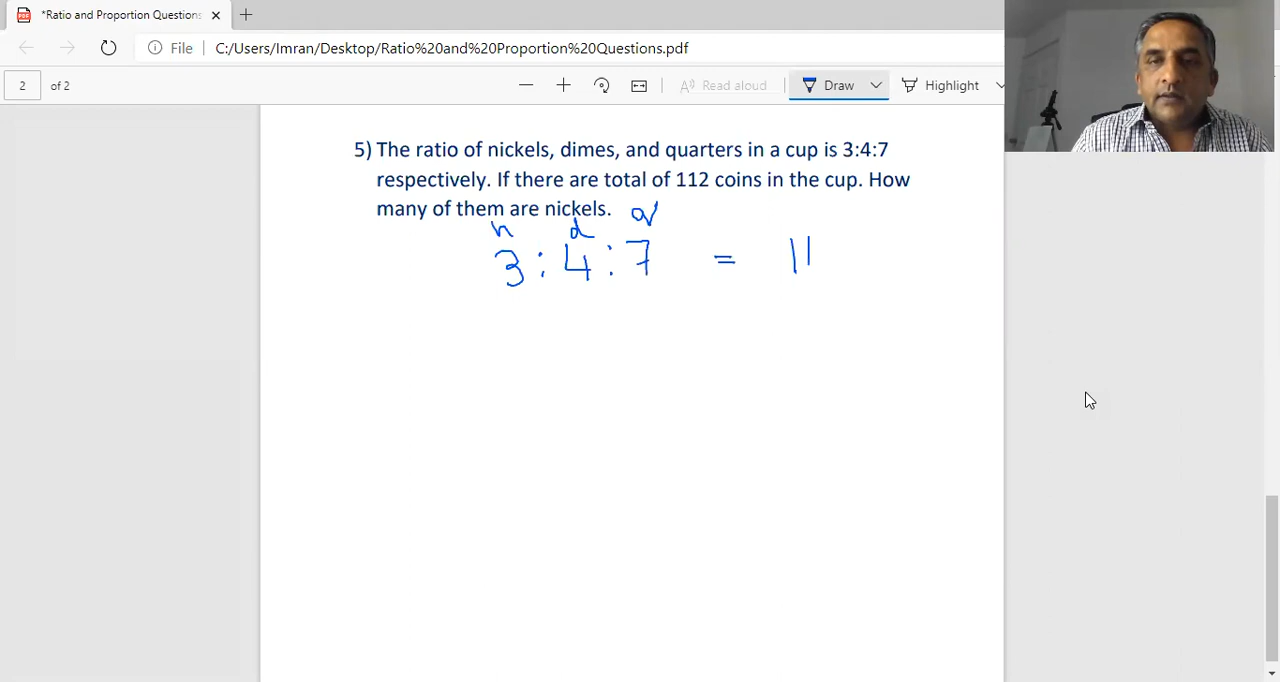 *Ratio and Proportion Questions
File C:/Users/Imran/Desktop/Ratio%20and%20Proportion%20Questions.pdf
2 of 2 Read aloud Draw Highlight
5) The ratio of nickels, dimes, and quarters in a cup is 3:4:7
respectively. If there are total of 112 coins in the cup. How
many of them are nickels.
n d q
3 : 4 : 7 = 11